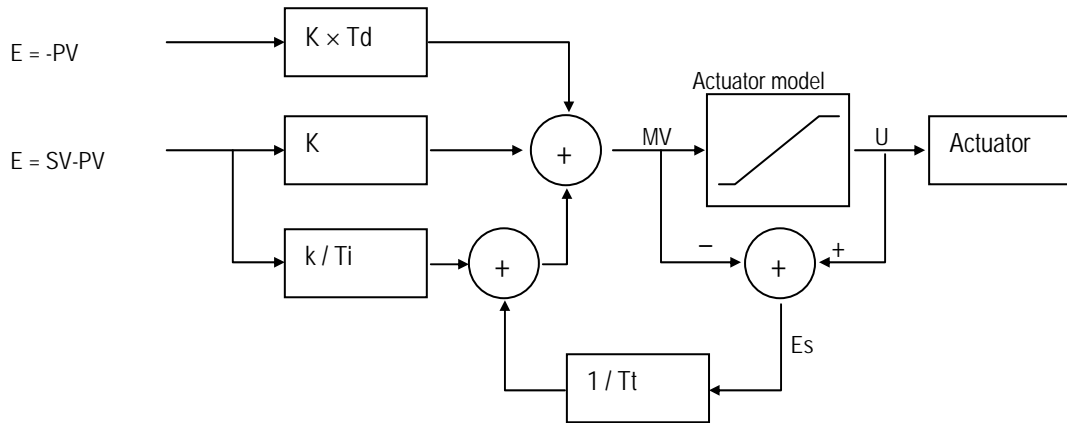 E = -PV
K × Td
Actuator model
E = SV-PV
K
+
MV
U
Actuator
k / Ti
+
−
+
+
Es
1 / Tt